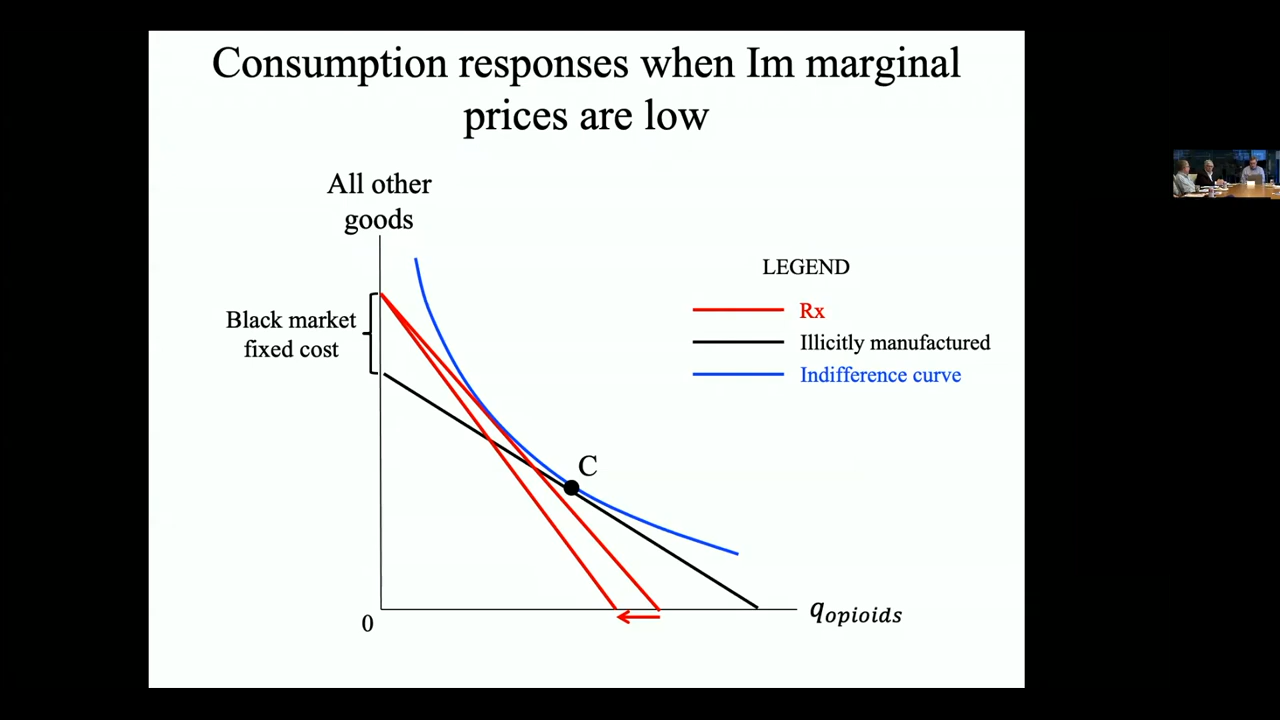 Consumption responses when Im marginal
prices are low
All other
goods
Black market
fixed cost
LEGEND
Rx
Illicitly manufactured
Indifference curve
C
0
q_opioids